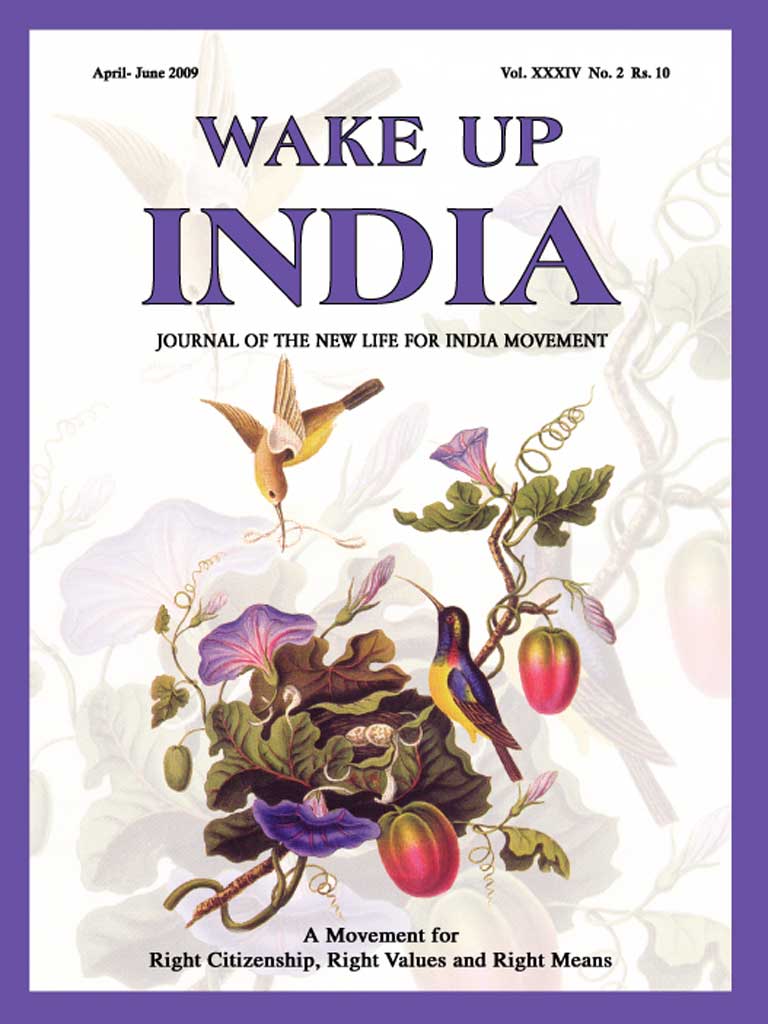 April- June 2009
Vol. XXXIV No. 2 Rs. 10
WAKE UP
INDIA
JOURNAL OF THE NEW LIFE FOR INDIA MOVEMENT
A Movement for
Right Citizenship, Right Values and Right Means